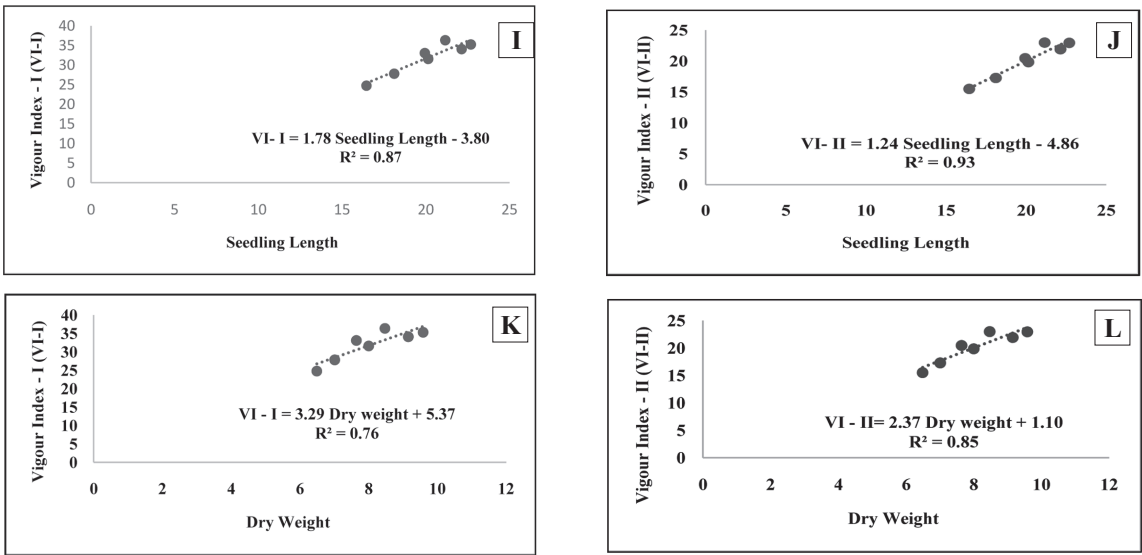 I
Vigour Index - I (VI-I)
40
35
30
25
20
15
10
5
0
VI- I = 1.78 Seedling Length - 3.80
R² = 0.87
0 5 10 15 20 25
Seedling Length
J
Vigour Index - II (VI-II)
25
20
15
10
5
0
VI- II = 1.24 Seedling Length - 4.86
R² = 0.93
0 5 10 15 20 25
Seedling Length
K
Vigour Index - I (VI-I)
40
35
30
25
20
15
10
5
0
VI - I = 3.29 Dry weight + 5.37
R² = 0.76
0 2 4 6 8 10 12
Dry Weight
L
Vigour Index - II (VI-II)
25
20
15
10
5
0
VI - II= 2.37 Dry weight + 1.10
R² = 0.85
0 2 4 6 8 10 12
Dry Weight